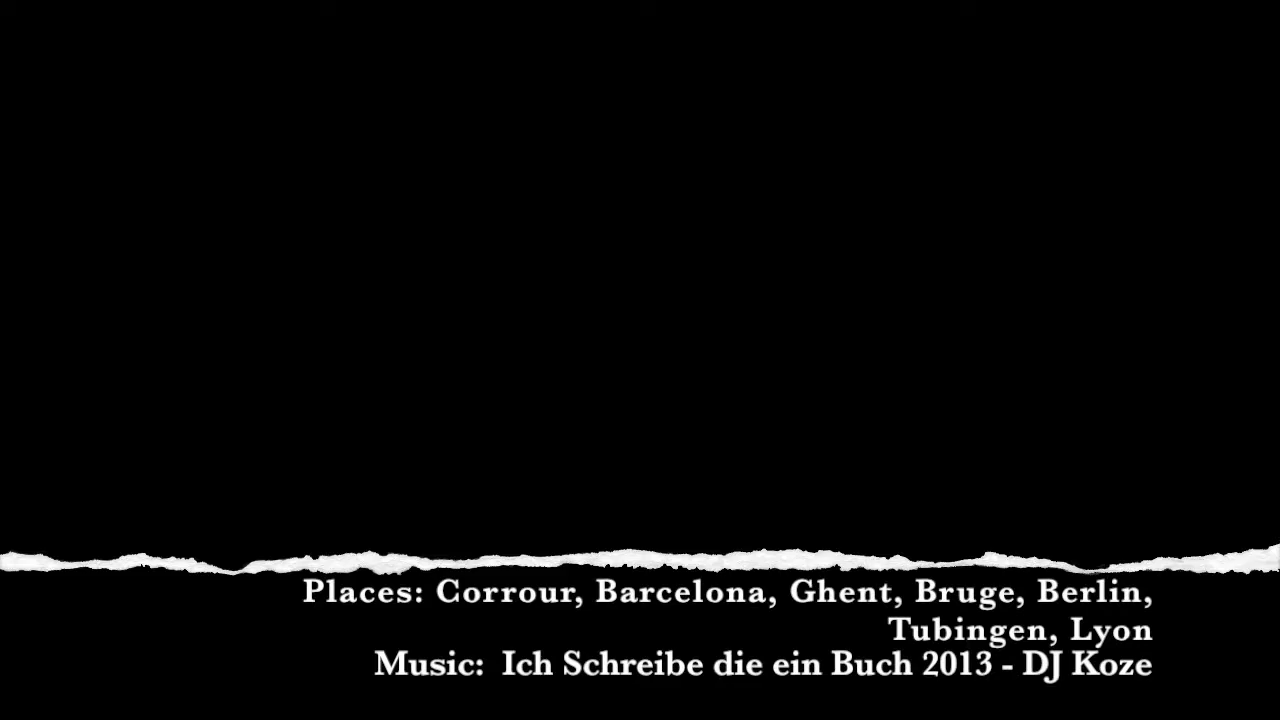 Places: Corrour, Barcelona, Ghent, Bruge, Berlin,
Tubingen, Lyon
Music:  Ich Schreibe die ein Buch 2013 - DJ Koze